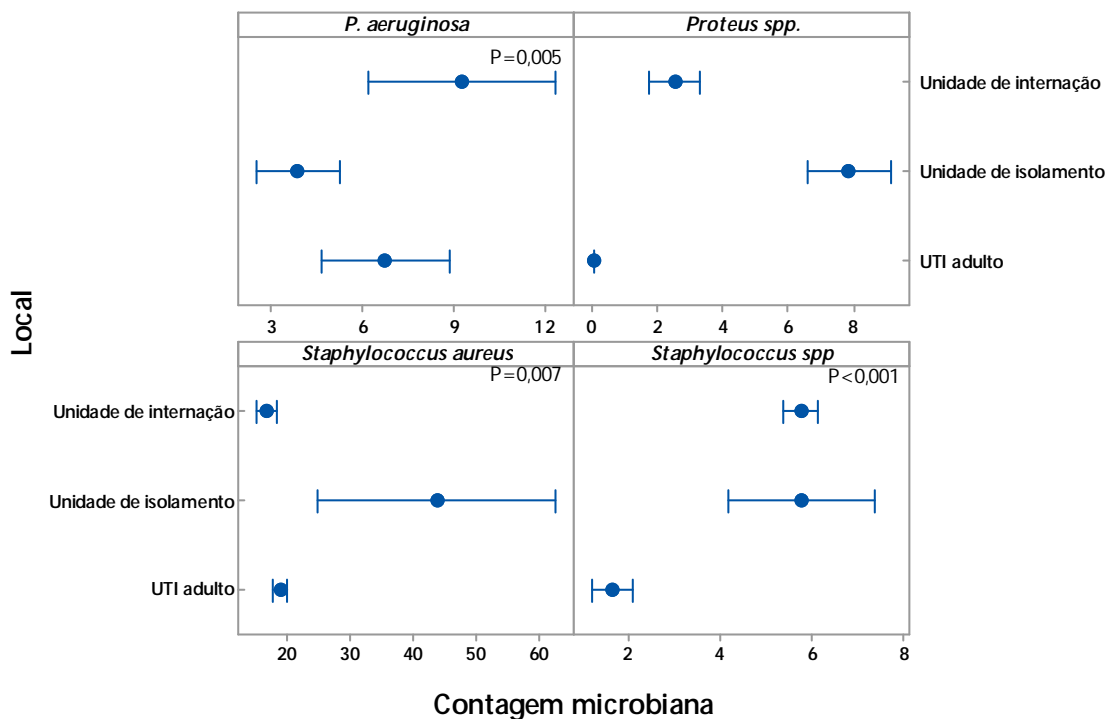 P. aeruginosa
Proteus spp.
P=0,005
Unidade de internação
Unidade de isolamento
UTI adulto
3 6 9 12
0 2 4 6 8
Local
Staphylococcus aureus
Staphylococcus spp
P=0,007
P<0,001
Unidade de internação
Unidade de isolamento
UTI adulto
20 30 40 50 60
2 4 6 8
Contagem microbiana